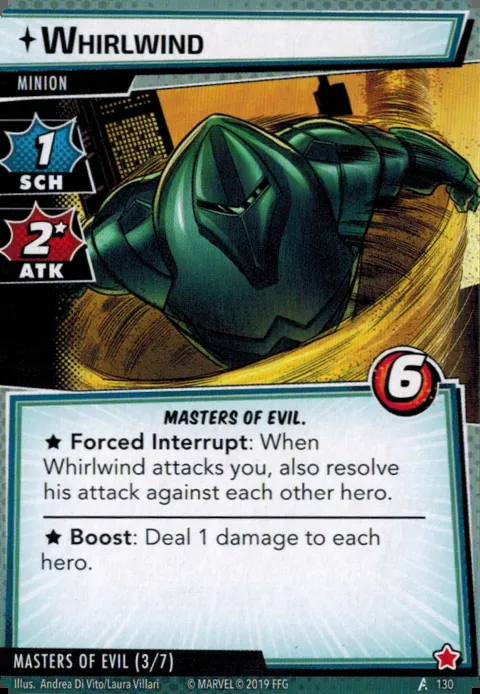 WHIRLWIND
MINION
1
SCH
2
ATK
6
MASTERS OF EVIL.
★ Forced Interrupt: When
Whirlwind attacks you, also resolve
his attack against each other hero.
★ Boost: Deal 1 damage to each
hero.
MASTERS OF EVIL (3/7)
Illus. Andrea Di Vito/Laura Villari © MARVEL © 2019 FFG 130